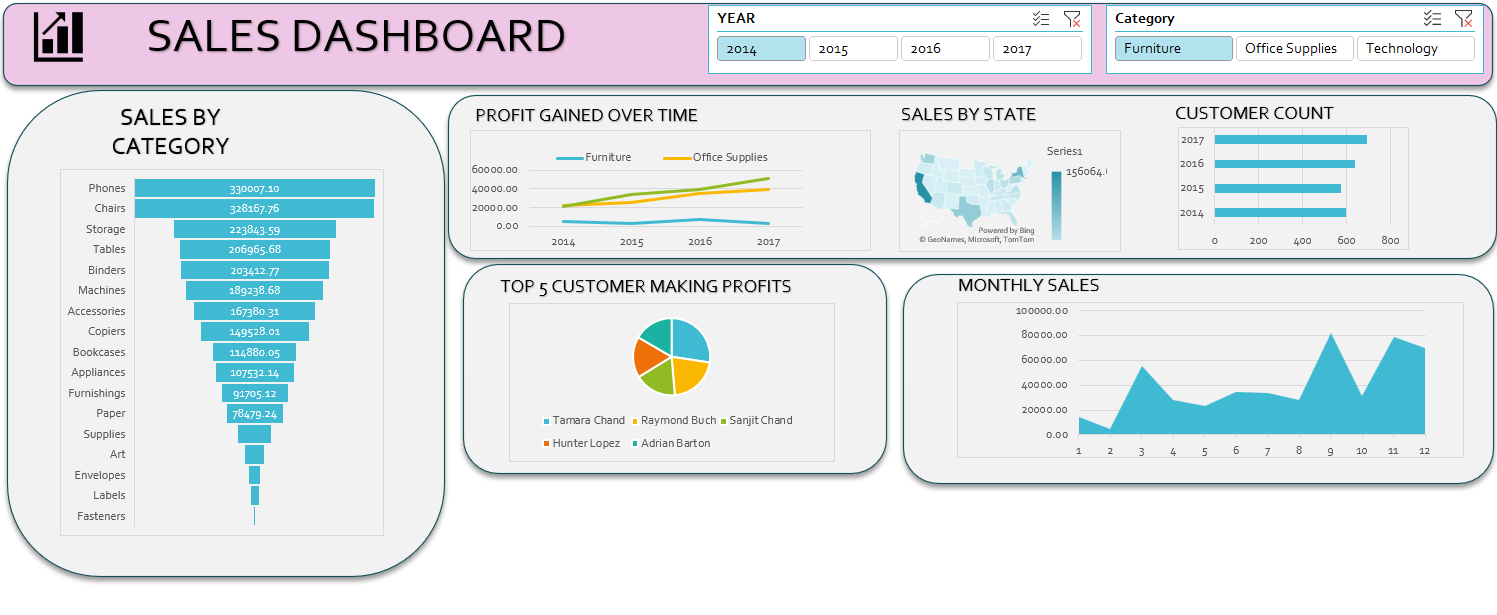 SALES DASHBOARD
YEAR
2014 2015 2016 2017
Category
Furniture Office Supplies Technology
SALES BY
CATEGORY
Phones 330007.10
Chairs 328167.76
Storage 223843.59
Tables 206965.68
Binders 203412.77
Machines 189238.68
Accessories 167380.31
Copiers 149528.01
Bookcases 114880.05
Appliances 107532.14
Furnishings 91705.12
Paper 78479.24
Supplies
Art
Envelopes
Labels
Fasteners
PROFIT GAINED OVER TIME
Furniture Office Supplies
60000.00
40000.00
20000.00
0.00
2014 2015 2016 2017
SALES BY STATE
Series1
156064.
Powered by Bing
© GeoNames, Microsoft, TomTom
CUSTOMER COUNT
2017
2016
2015
2014
0 200 400 600 800
TOP 5 CUSTOMER MAKING PROFITS
Tamara Chand Raymond Buch Sanjit Chand
Hunter Lopez Adrian Barton
MONTHLY SALES
100000.00
80000.00
60000.00
40000.00
20000.00
0.00
1 2 3 4 5 6 7 8 9 10 11 12